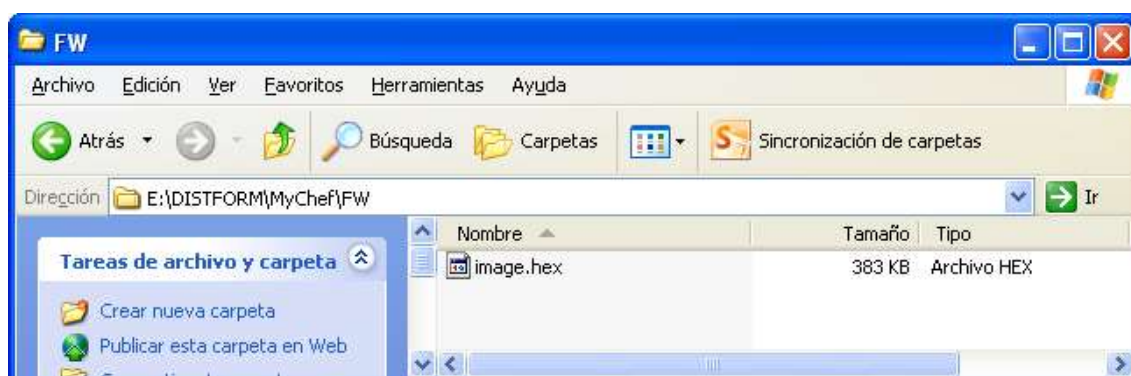 FW
Archivo Edición Ver Favoritos Herramientas Ayuda
Atrás Búsqueda Carpetas Sincronización de carpetas
Dirección E:\DISTFORM\MyChef\FW Ir
Nombre Tamaño Tipo
Tareas de archivo y carpeta
image.hex 383 KB Archivo HEX
Crear nueva carpeta
Publicar esta carpeta en Web